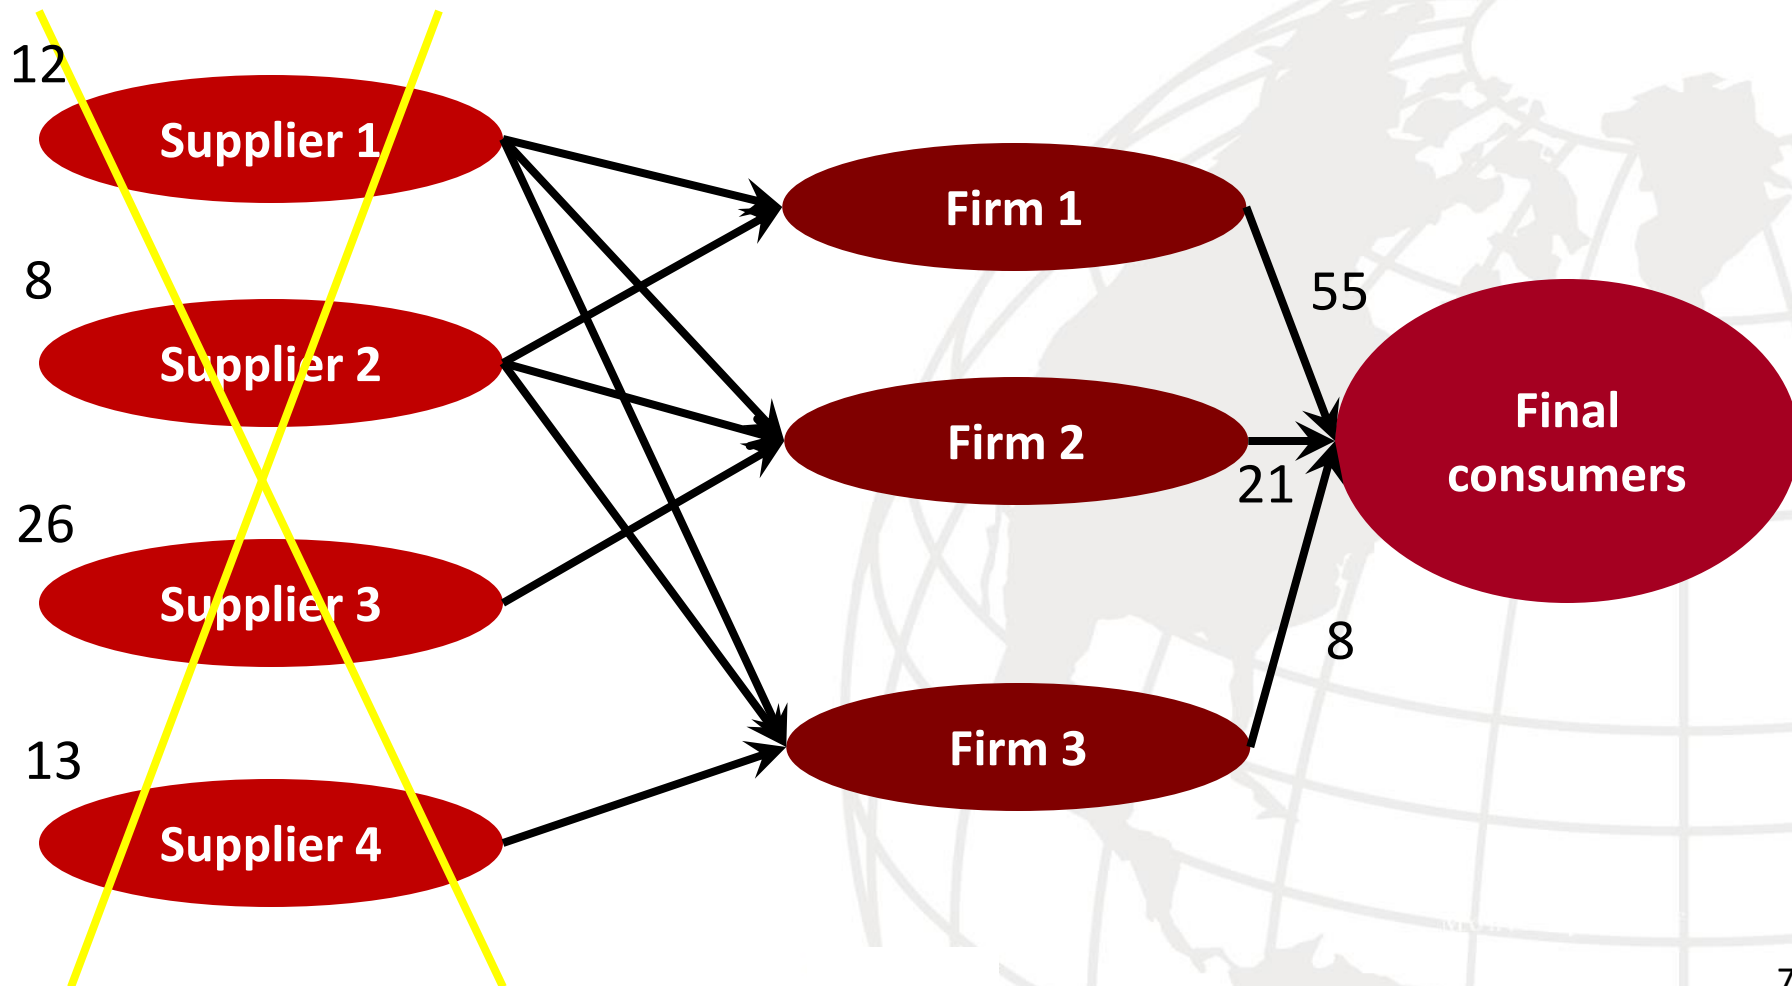 12
Supplier 1
Firm 1
8
55
Supplier 2
Final
consumers
Firm 2
21
26
Supplier 3
8
Firm 3
13
Supplier 4
7